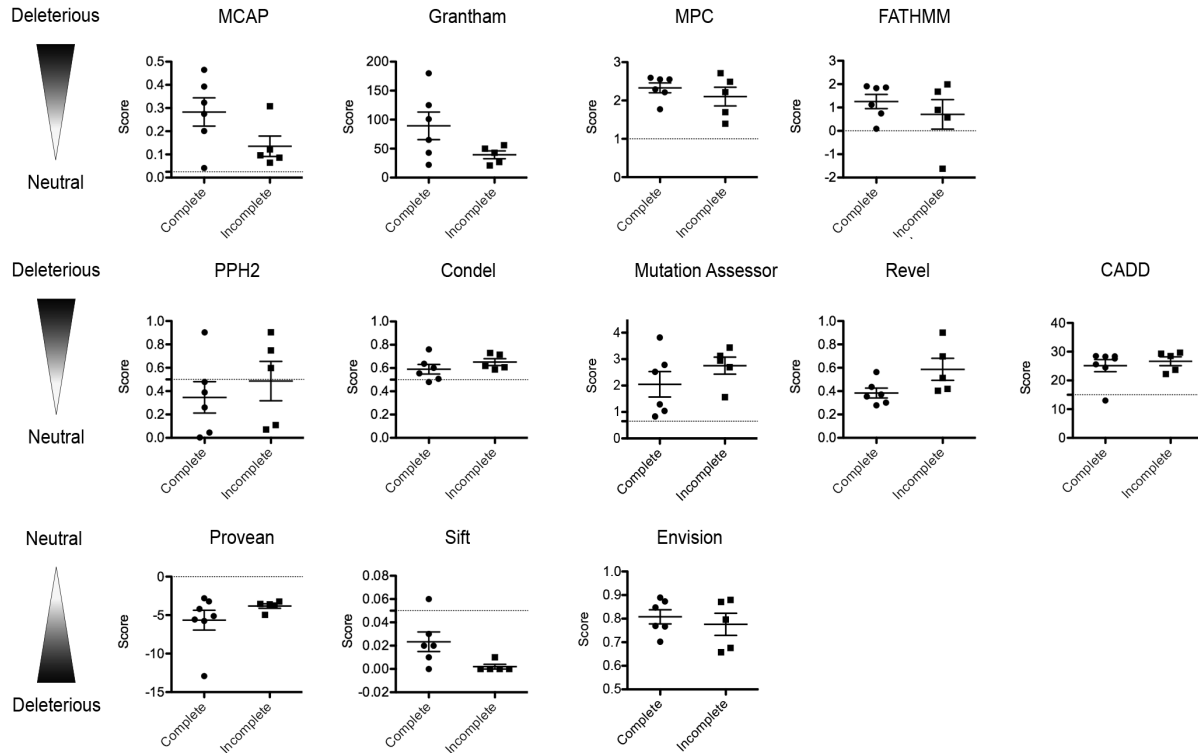 Deleterious
Neutral
MCAP
Score
0.5
0.4
0.3
0.2
0.1
0.0
Complete
Incomplete
Grantham
Score
200
150
100
50
0
Complete
Incomplete
MPC
Score
3
2
1
0
Complete
Incomplete
FATHMM
Score
3
2
1
0
-1
-2
Complete
Incomplete
Deleterious
Neutral
PPH2
Score
1.0
0.8
0.6
0.4
0.2
0.0
Complete
Incomplete
Condel
Score
1.0
0.8
0.6
0.4
0.2
0.0
Complete
Incomplete
Mutation Assessor
Score
4
3
2
1
0
Complete
Incomplete
Revel
Score
1.0
0.8
0.6
0.4
0.2
0.0
Complete
Incomplete
CADD
Score
40
30
20
10
0
Complete
Incomplete
Neutral
Deleterious
Provean
Score
0
-5
-10
-15
Complete
Incomplete
Sift
Score
0.08
0.06
0.04
0.02
0.00
-0.02
Complete
Incomplete
Envision
Score
1.0
0.9
0.8
0.7
0.6
0.5
Complete
Incomplete